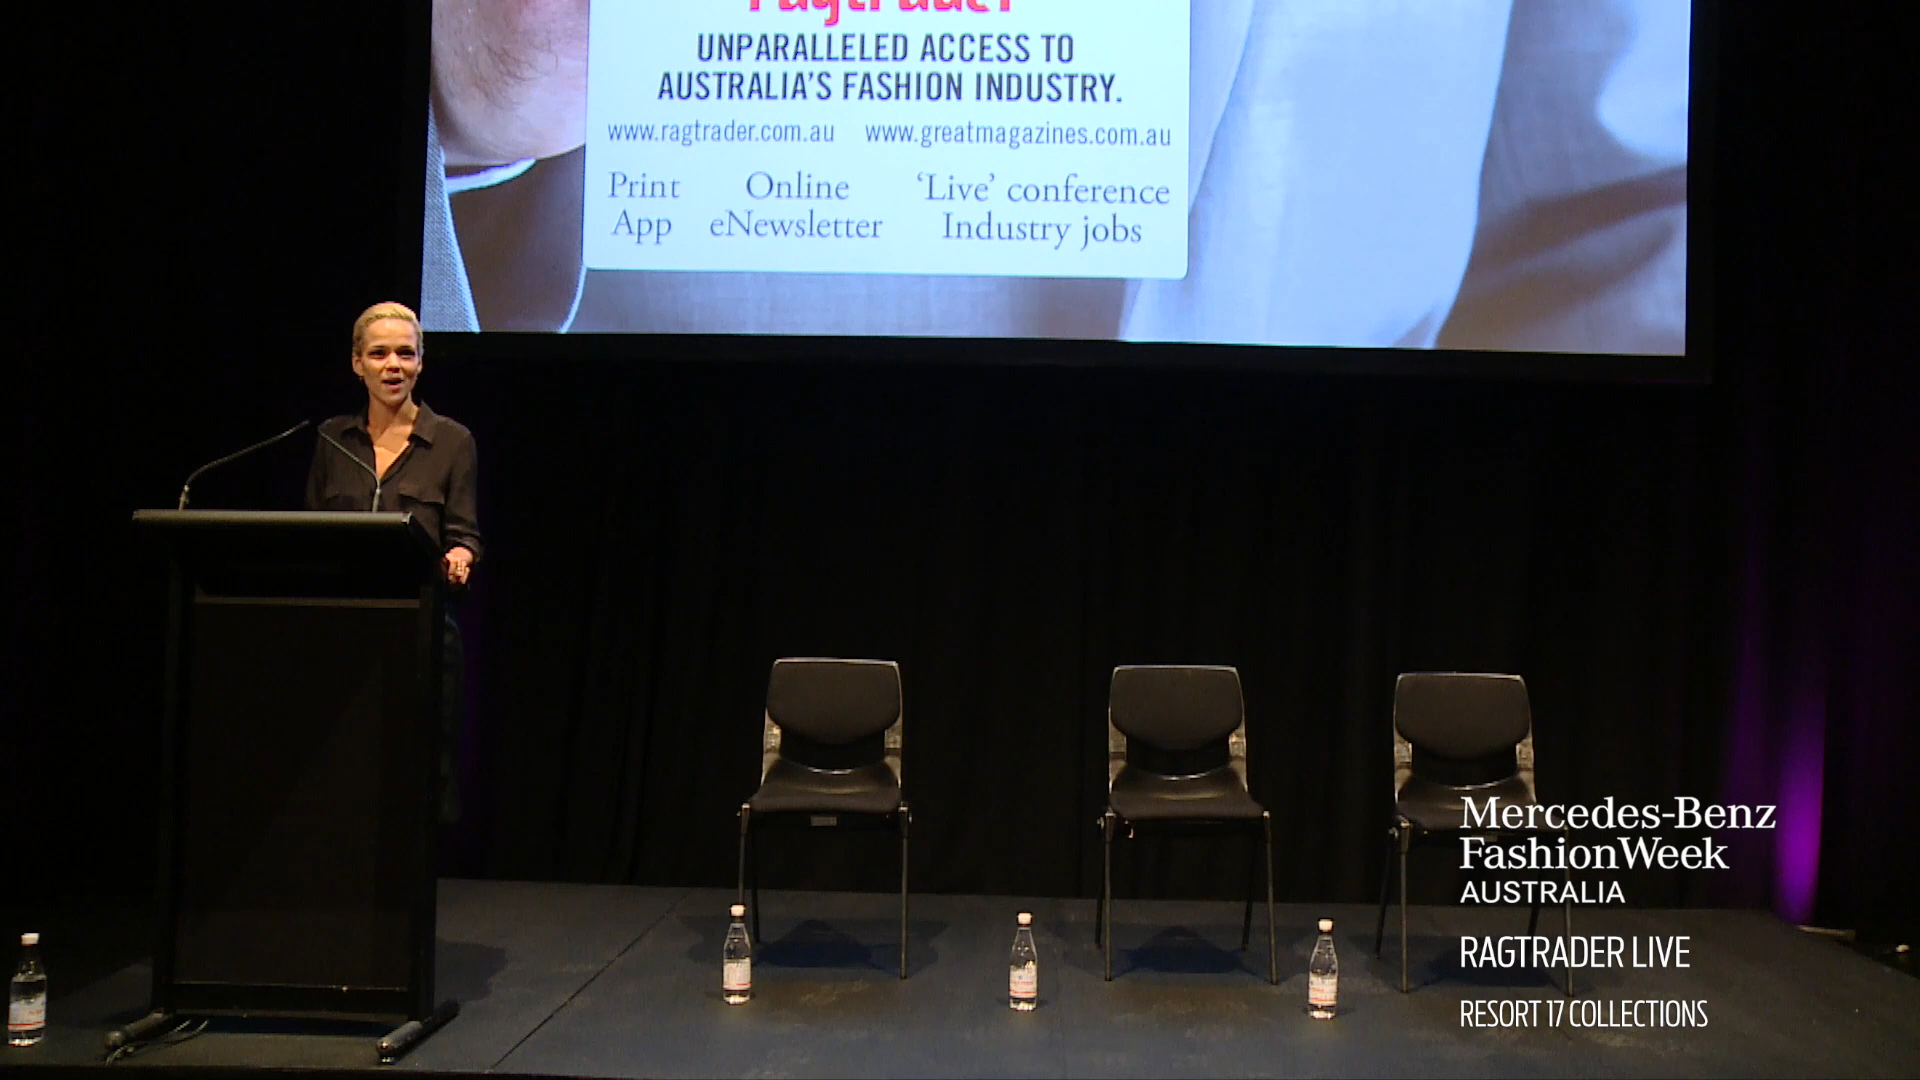 ragtrader
UNPARALLELED ACCESS TO
AUSTRALIA'S FASHION INDUSTRY.
www.ragtrader.com.au www.greatmagazines.com.au
Print Online ‘Live’ conference
App eNewsletter Industry jobs
Mercedes-Benz
FashionWeek
AUSTRALIA
RAGTRADER LIVE
RESORT 17 COLLECTIONS